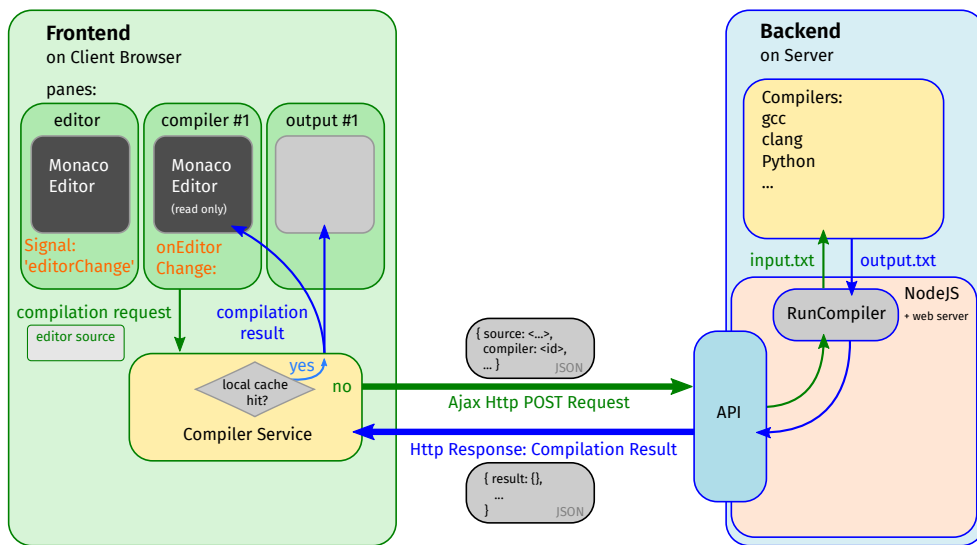 Frontend
on Client Browser
panes:
editor
Monaco
Editor
Signal:
'editorChange'
compiler #1
Monaco
Editor
(read only)
onEditor
Change:
output #1
compilation request
editor source
compilation
result
yes
local cache
hit?
no
Compiler Service
{ source: <...>,
compiler: <id>,
... }
JSON
Ajax Http POST Request
Http Response: Compilation Result
{ result: {},
...
}
JSON
Backend
on Server
Compilers:
gcc
clang
Python
...
input.txt
output.txt
NodeJS
+ web server
RunCompiler
API